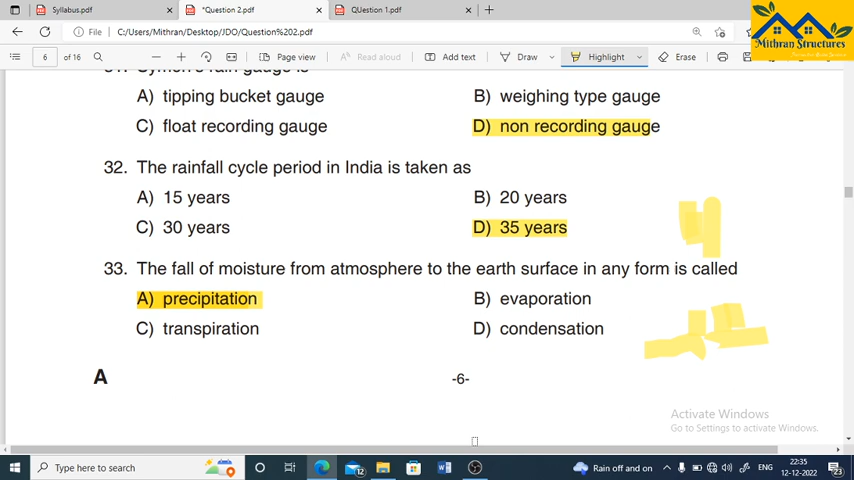 Syllabus.pdf
*Question 2.pdf
QUestion 1.pdf
Mithran Structures
File
C:/Users/Mithran/Desktop/JDO/Question%202.pdf
6 of 16
Page view
Read aloud
Add text
Draw
Highlight
Erase
A) tipping bucket gauge
B) weighing type gauge
C) float recording gauge
D) non recording gauge
32. The rainfall cycle period in India is taken as
A) 15 years
B) 20 years
C) 30 years
D) 35 years
33. The fall of moisture from atmosphere to the earth surface in any form is called
A) precipitation
B) evaporation
C) transpiration
D) condensation
A
-6-
Activate Windows
Go to Settings to activate Windows.
Type here to search
12
Rain off and on
ENG
22:35
12-12-2022
23